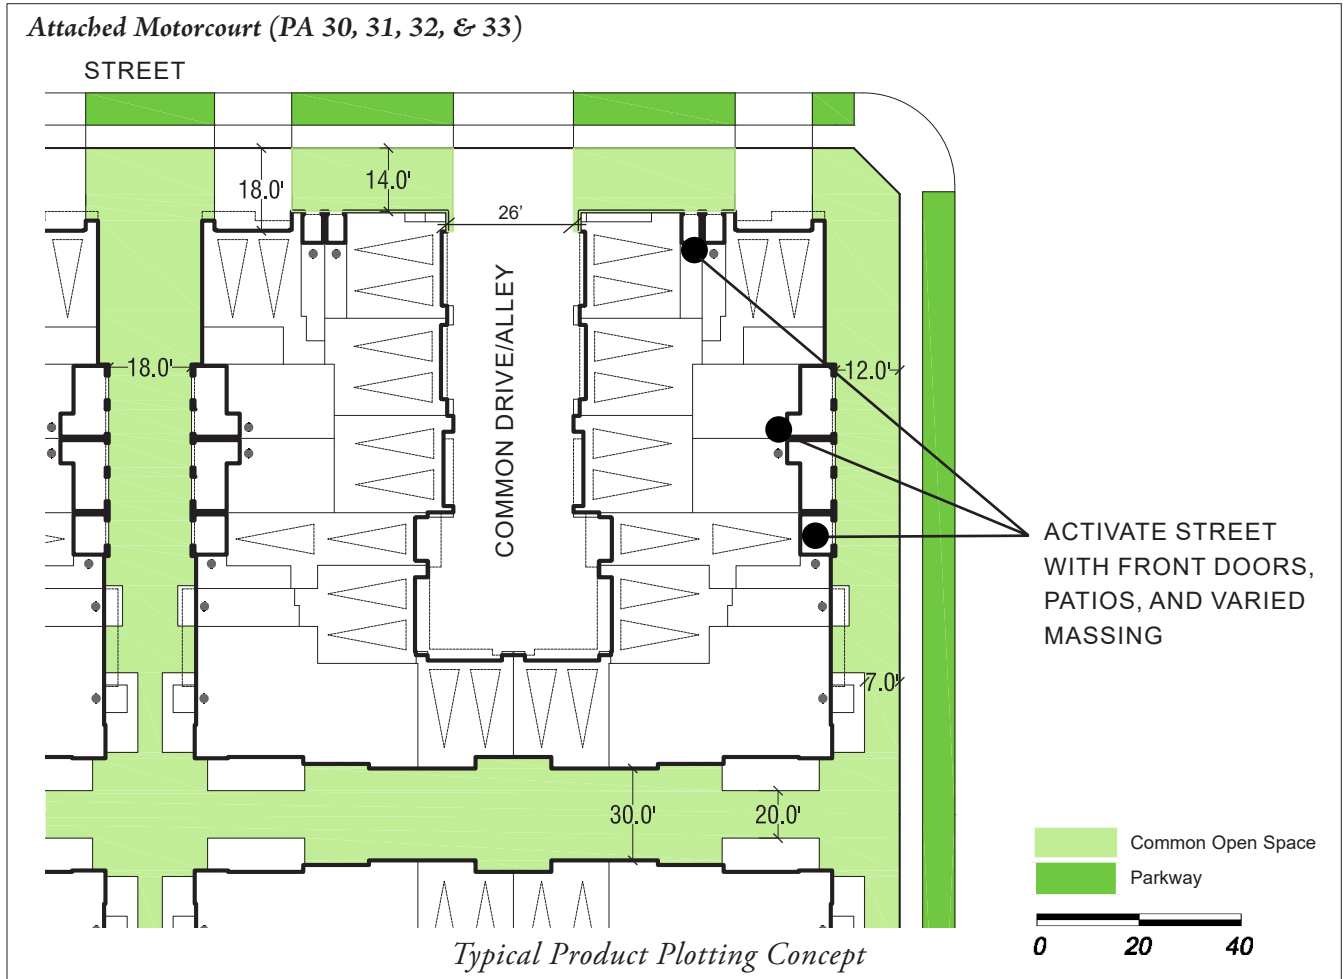 Attached Motorcourt (PA 30, 31, 32, & 33)
STREET
18.0'
14.0'
26'
COMMON DRIVE/ALLEY
18.0'
12.0'
ACTIVATE STREET
WITH FRONT DOORS,
PATIOS, AND VARIED
MASSING
7.0'
30.0'
20.0'
Common Open Space
Parkway
0 20 40
Typical Product Plotting Concept